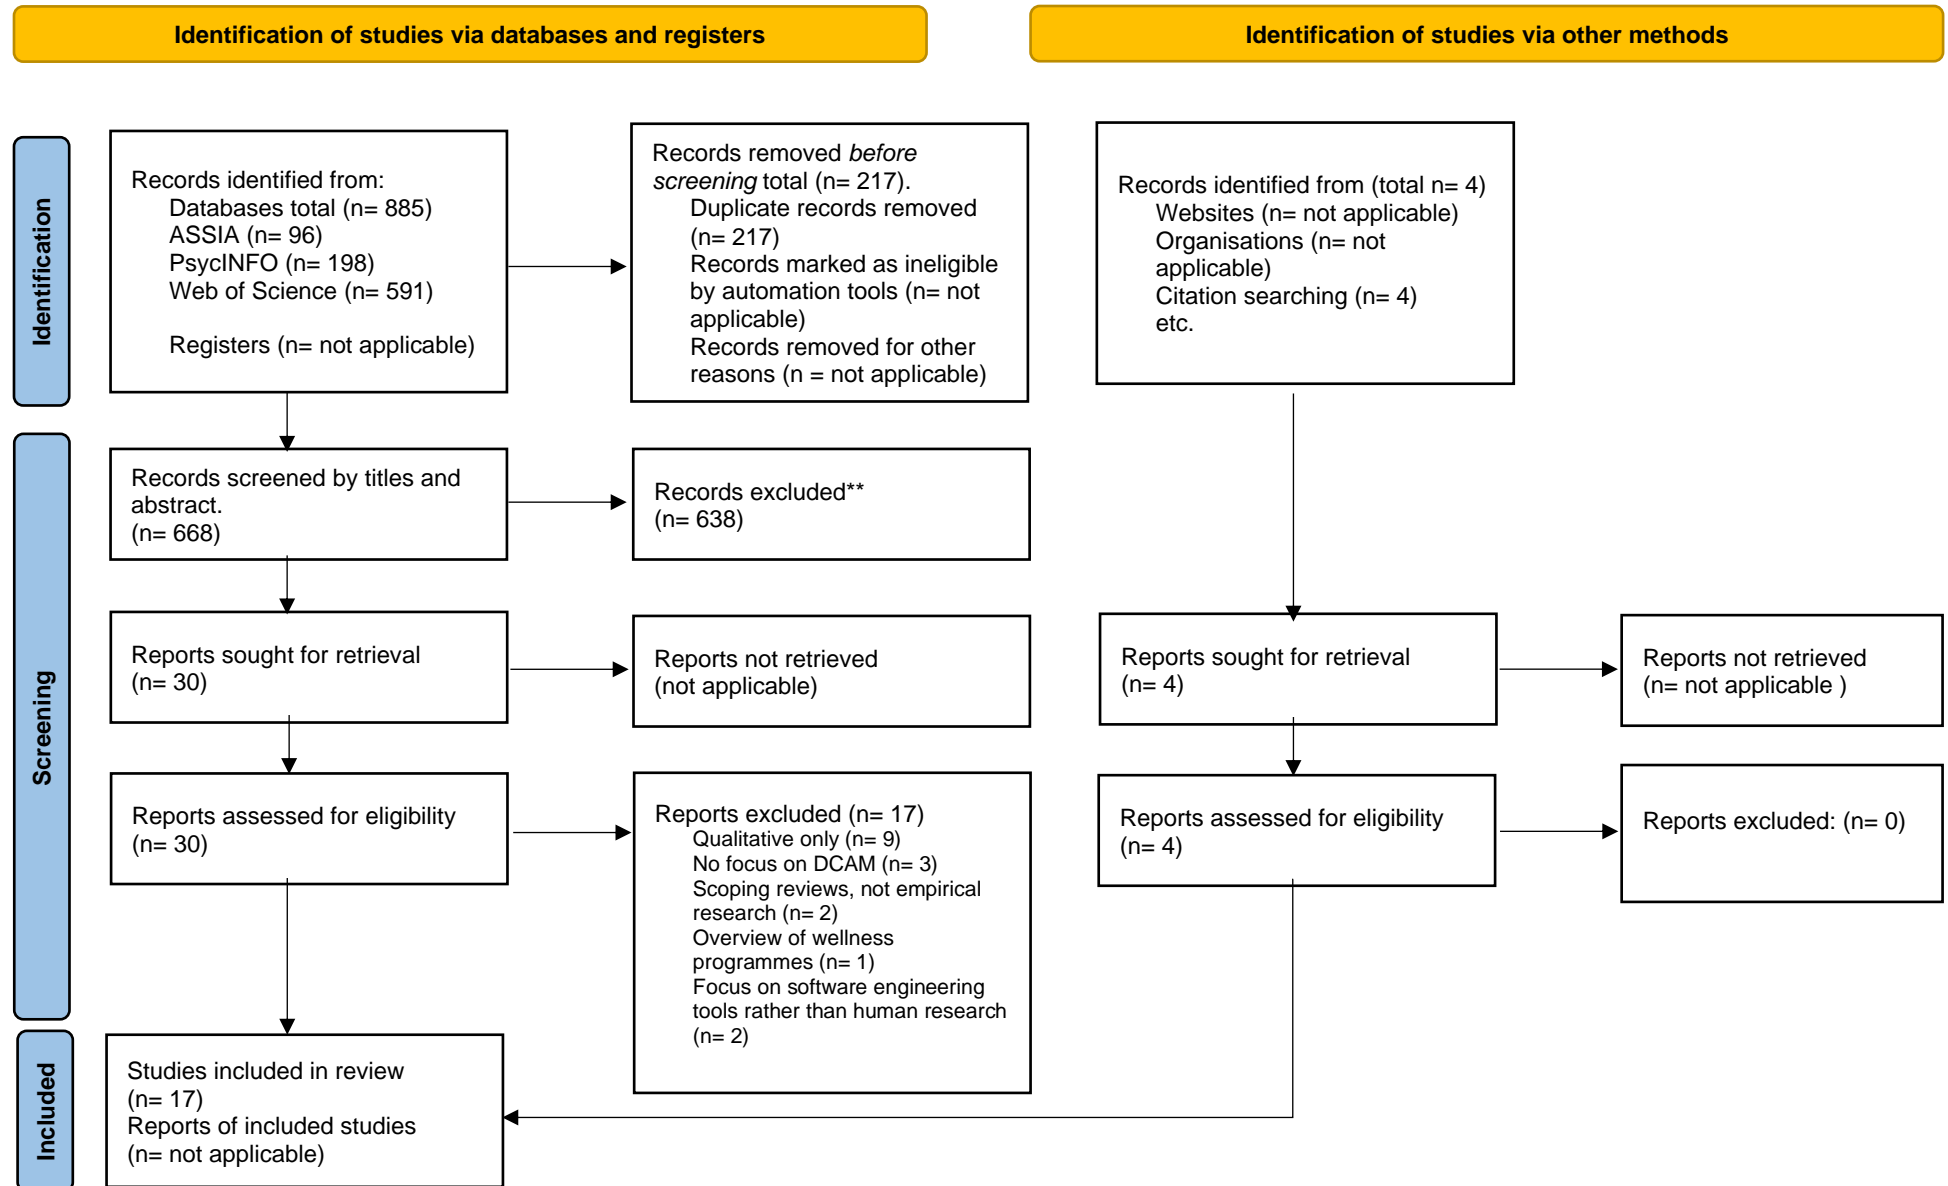 Identification of studies via databases and registers
Identification of studies via other methods
Identification
Records identified from:
Databases total (n= 885)
ASSIA (n= 96)
PsycINFO (n= 198)
Web of Science (n= 591)
Registers (n= not applicable)
Records removed before
screening total (n= 217).
Duplicate records removed
(n= 217)
Records marked as ineligible
by automation tools (n= not
applicable)
Records removed for other
reasons (n = not applicable)
Records identified from (total n= 4)
Websites (n= not applicable)
Organisations (n= not
applicable)
Citation searching (n= 4)
etc.
Screening
Records screened by titles and
abstract.
(n= 668)
Records excluded**
(n= 638)
Reports sought for retrieval
(n= 30)
Reports not retrieved
(not applicable)
Reports sought for retrieval
(n= 4)
Reports not retrieved
(n= not applicable )
Reports assessed for eligibility
(n= 30)
Reports excluded (n= 17)
Qualitative only (n= 9)
No focus on DCAM (n= 3)
Scoping reviews, not empirical
research (n= 2)
Overview of wellness
programmes (n= 1)
Focus on software engineering
tools rather than human research
(n= 2)
Reports assessed for eligibility
(n= 4)
Reports excluded: (n= 0)
Included
Studies included in review
(n= 17)
Reports of included studies
(n= not applicable)